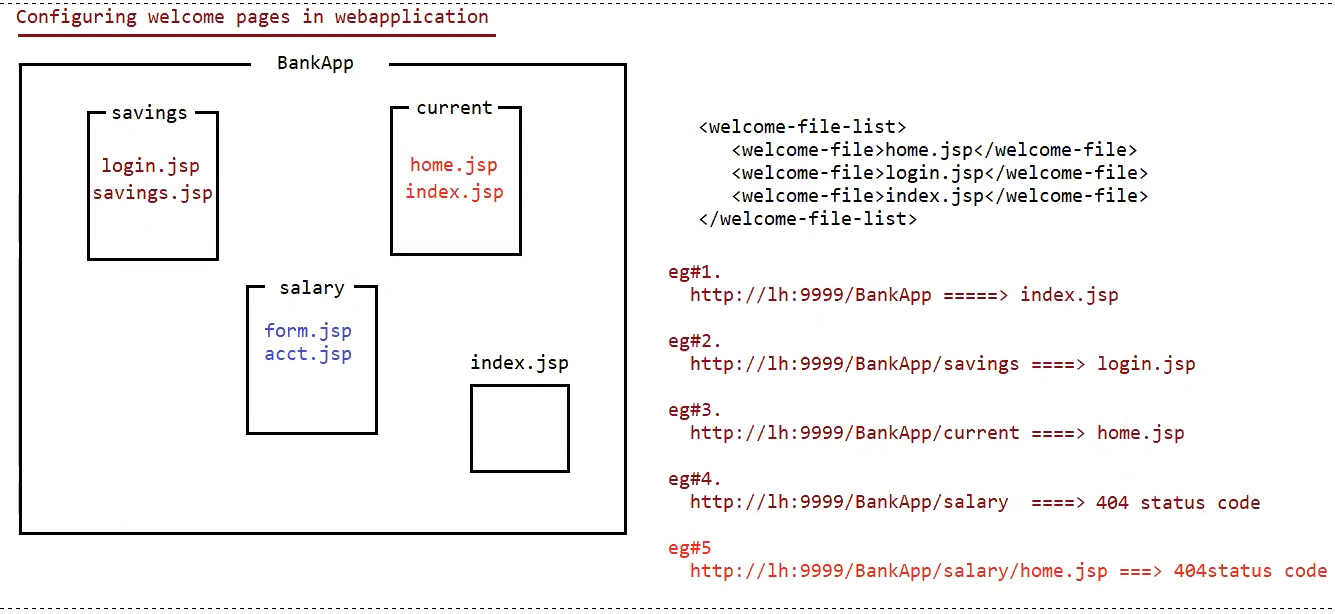 Configuring welcome pages in webapplication
BankApp
savings
login.jsp
savings.jsp
current
home.jsp
index.jsp
salary
form.jsp
acct.jsp
index.jsp
<welcome-file-list>
<welcome-file>home.jsp</welcome-file>
<welcome-file>login.jsp</welcome-file>
<welcome-file>index.jsp</welcome-file>
</welcome-file-list>
eg#1.
http://lh:9999/BankApp =====> index.jsp
eg#2.
http://lh:9999/BankApp/savings ====> login.jsp
eg#3.
http://lh:9999/BankApp/current ====> home.jsp
eg#4.
http://lh:9999/BankApp/salary ====> 404 status code
eg#5
http://lh:9999/BankApp/salary/home.jsp ===> 404status code